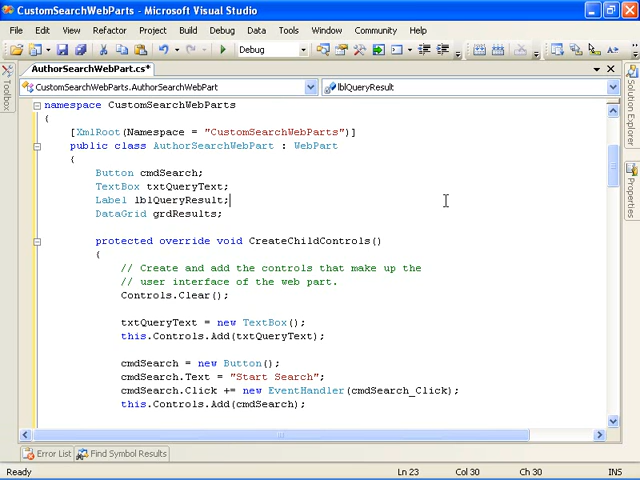 CustomSearchWebParts - Microsoft Visual Studio
File Edit View Refactor Project Build Debug Data Tools Window Community Help
Debug
AuthorSearchWebPart.cs*
CustomSearchWebParts.AuthorSearchWebPart lblQueryResult
Toolbox
Solution Explorer
Properties
namespace CustomSearchWebParts
{
[XmlRoot(Namespace = "CustomSearchWebParts")]
public class AuthorSearchWebPart : WebPart
{
Button cmdSearch;
TextBox txtQueryText;
Label lblQueryResult;
DataGrid grdResults;
protected override void CreateChildControls()
{
// Create and add the controls that make up the
// user interface of the web part.
Controls.Clear();
txtQueryText = new TextBox();
this.Controls.Add(txtQueryText);
cmdSearch = new Button();
cmdSearch.Text = "Start Search";
cmdSearch.Click += new EventHandler(cmdSearch_Click);
this.Controls.Add(cmdSearch);
Error List Find Symbol Results
Ready Ln 23 Col 30 Ch 30 INS